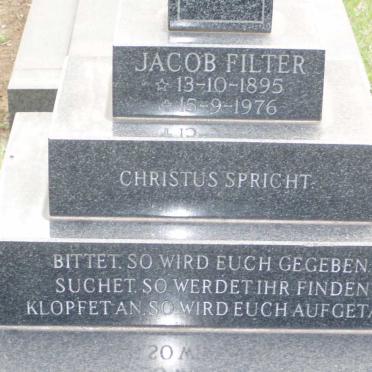 JACOB FILTER
☆ 13-10-1895
✝ 15-9-1976
CHRISTUS SPRICHT.
BITTET, SO WIRD EUCH GEGEBEN,
SUCHET, SO WERDET IHR FINDEN
KLOPFET AN, SO WIRD EUCH AUFGETA